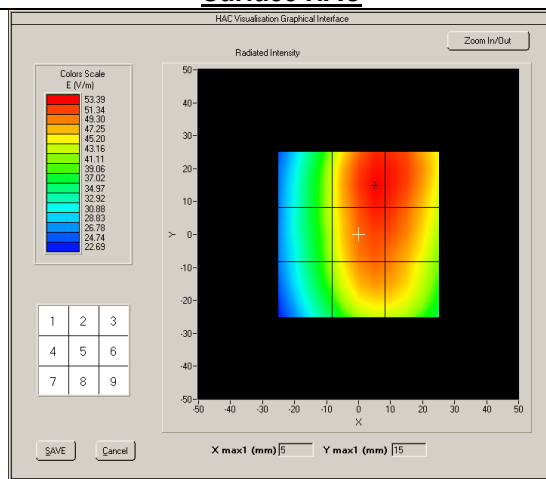 HAC Visualisation Graphical Interface
Zoom In/Out
Radiated Intensity
Colors Scale
E (V/m)
53.39
51.34
49.30
47.25
45.20
43.16
41.11
39.06
37.02
34.97
32.92
30.88
28.83
26.78
24.74
22.69
50
40
30
20
10
0
-10
-20
-30
-40
-50
Y
-50 -40 -30 -20 -10 0 10 20 30 40 50
X
1 2 3
4 5 6
7 8 9
SAVE Cancel
X max1 (mm) 5 Y max1 (mm) 15